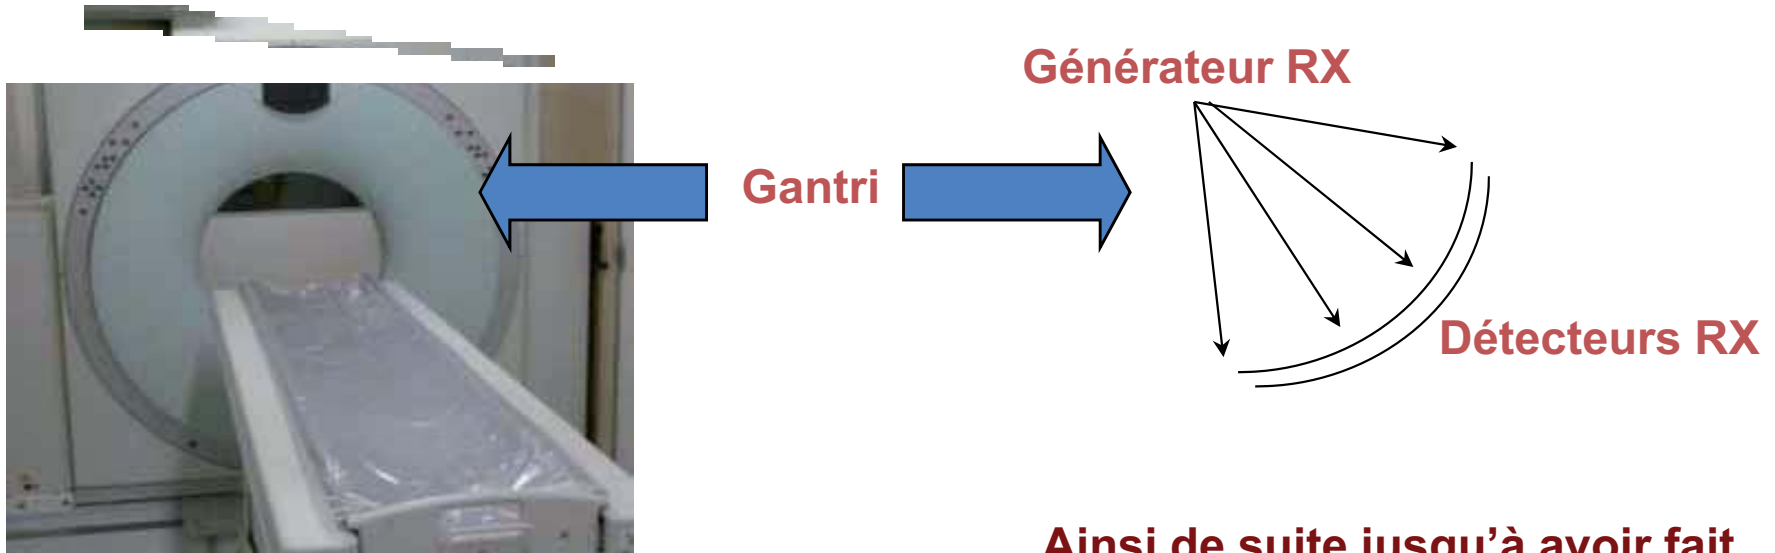 Générateur RX
Gantri
Détecteurs RX
Ainsi de suite jusqu'à avoir fait